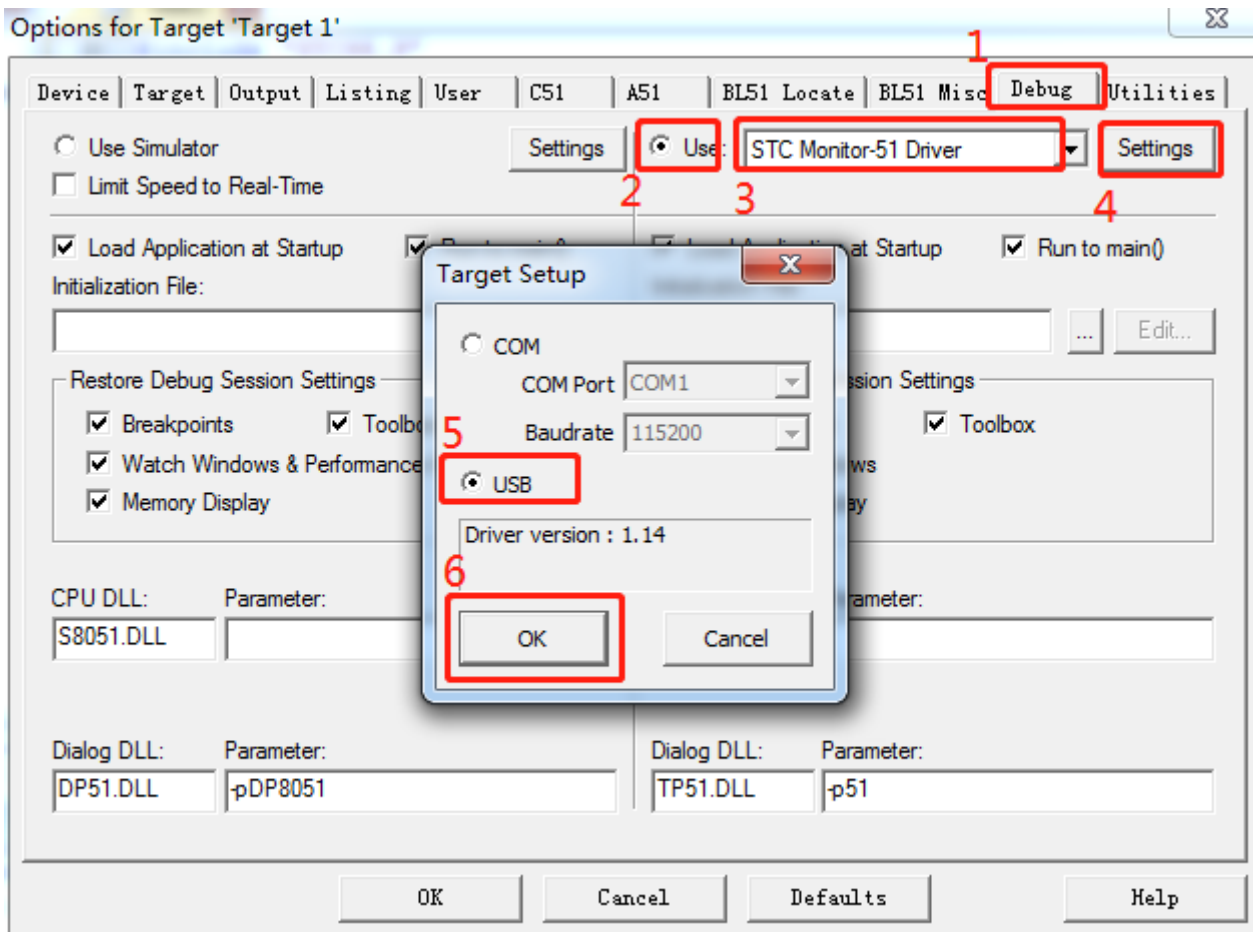 Options for Target 'Target 1'
1
Device Target Output Listing User C51 A51 BL51 Locate BL51 Misc Debug Utilities
Use Simulator Settings Use: STC Monitor-51 Driver Settings
Limit Speed to Real-Time
2 3 4
Load Application at Startup at Startup Run to main()
Target Setup
Initialization File:
COM
... Edit...
COM Port COM1
Restore Debug Session Settings Settings
Breakpoints Toolbox
5 Baudrate 115200
Watch Windows & Performance
USB
Memory Display
Driver version : 1.14
6
CPU DLL: Parameter:
S8051.DLL
OK Cancel
Dialog DLL: Parameter: Dialog DLL: Parameter:
DP51.DLL -pDP8051 TP51.DLL -p51
OK Cancel Defaults Help